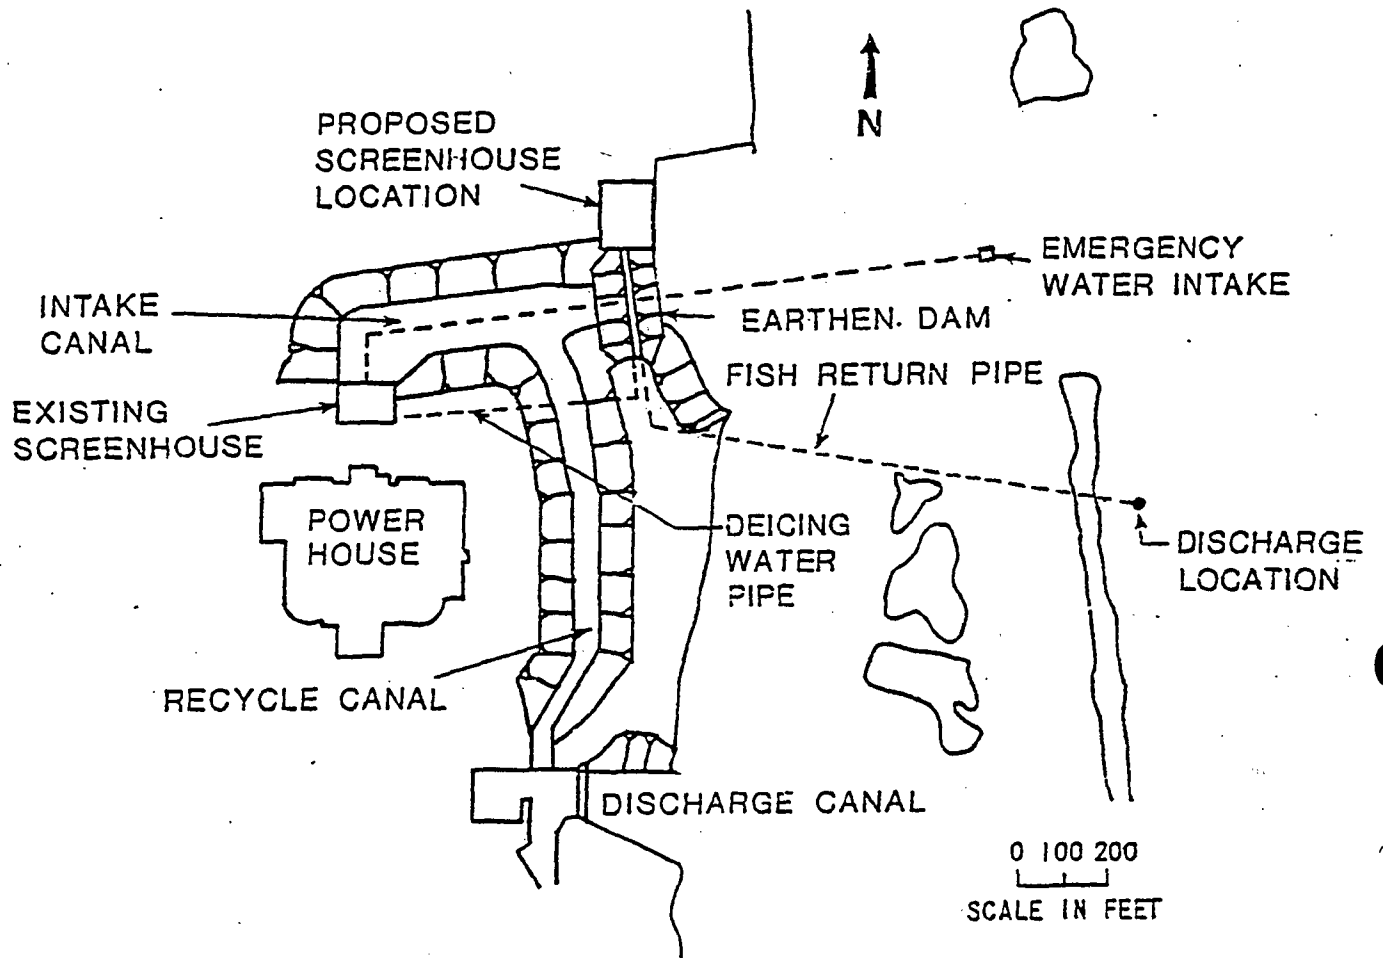 PROPOSED
SCREENHOUSE
LOCATION
N
EMERGENCY
WATER INTAKE
INTAKE
CANAL
EARTHEN DAM
FISH RETURN PIPE
EXISTING
SCREENHOUSE
POWER
HOUSE
DEICING
WATER
PIPE
DISCHARGE
LOCATION
RECYCLE CANAL
DISCHARGE CANAL
0 100 200
SCALE IN FEET